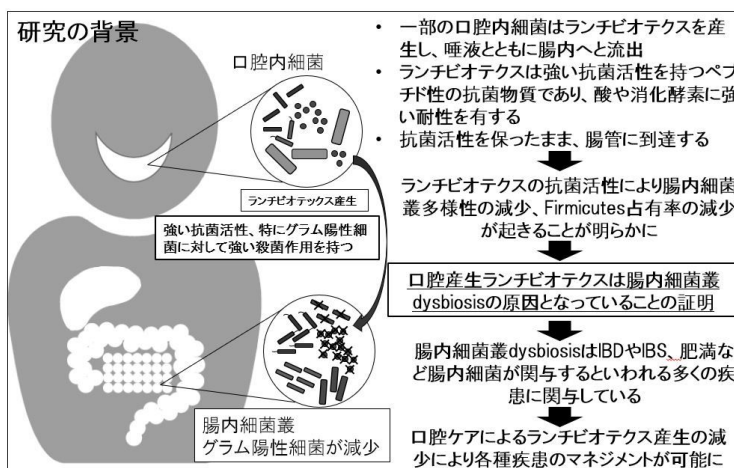 研究の背景
口腔内細菌
ランチビオテックス産生
強い抗菌活性、特にグラム陽性細
菌に対して強い殺菌作用を持つ
腸内細菌叢
グラム陽性細菌が減少
• 一部の口腔内細菌はランチビオテクスを産
生し、唾液とともに腸内へと流出
• ランチビオテクスは強い抗菌活性を持つペプ
チド性の抗菌物質であり、酸や消化酵素に強
い耐性を有する
• 抗菌活性を保ったまま、腸管に到達する
ランチビオテクスの抗菌活性により腸内細菌
叢多様性の減少、Firmicutes占有率の減少
が起きることが明らかに
口腔産生ランチビオテクスは腸内細菌叢
dysbiosisの原因となっていることの証明
腸内細菌叢dysbiosisはIBDやIBS、肥満な
ど腸内細菌が関与するといわれる多くの疾
患に関与している
口腔ケアによるランチビオテクス産生の減
少により各種疾患のマネジメントが可能に